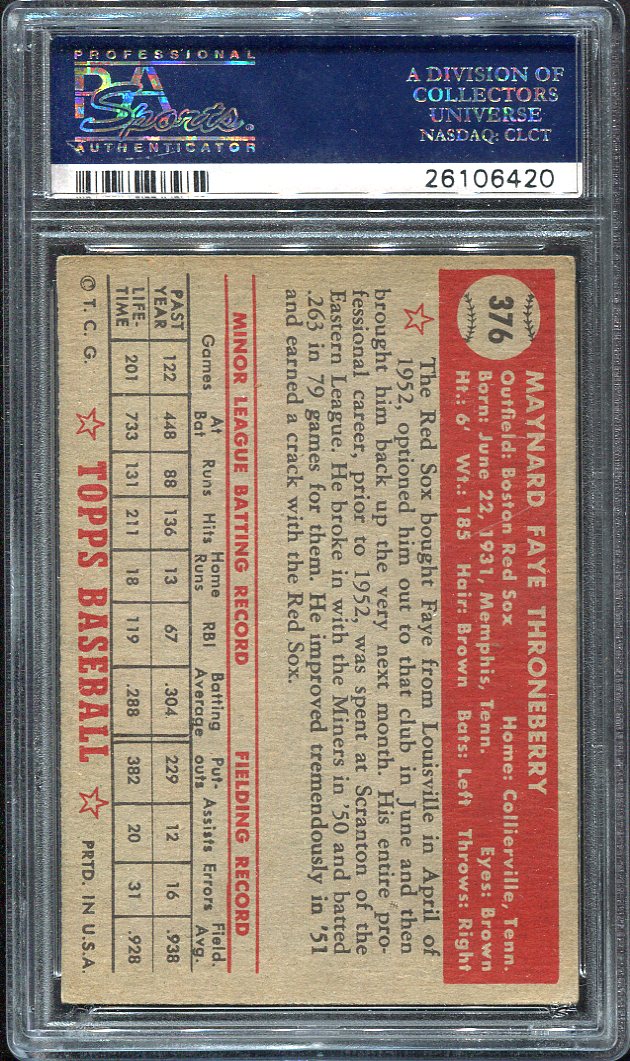 PROFESSIONAL
PSA
Sports
AUTHENTICATOR
A DIVISION OF
COLLECTORS
UNIVERSE
NASDAQ: CLCT
26106420
376
MAYNARD FAYE THRONEBERRY
Outfield: Boston Red Sox Home: Collierville, Tenn.
Born: June 22, 1931, Memphis, Tenn. Eyes: Brown
Ht.: 6' Wt.: 185 Hair: Brown Bats: Left Throws: Right
The Red Sox bought Faye from Louisville in April of
1952, optioned him out to that club in June and then
brought him back up the very next month. His entire pro-
fessional career, prior to 1952, was spent at Scranton of the
Eastern League. He broke in with the Miners in '50 and batted
.263 in 79 games for them. He improved tremendously in '51
and earned a crack with the Red Sox.
MINOR LEAGUE BATTING RECORD FIELDING RECORD
Games At Bat Runs Hits Home Runs RBI Batting Average Put-outs Assists Errors Field. Avg.
PAST YEAR 122 448 88 136 13 67 .304 229 12 16 .938
LIFE-TIME 201 733 131 211 18 119 .288 382 20 31 .928
© T. C. G. TOPPS BASEBALL PRTD. IN U.S.A.